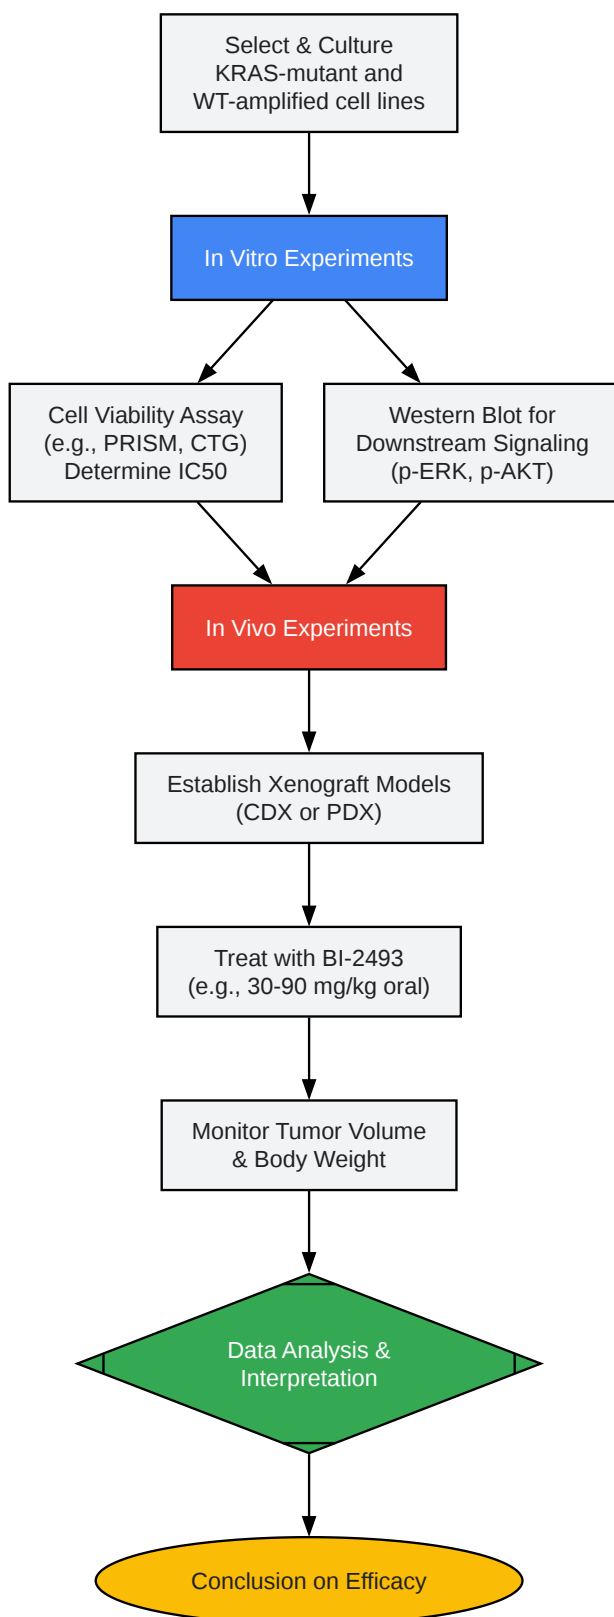 Select & Culture
KRAS-mutant and
WT-amplified cell lines
In Vitro Experiments
Cell Viability Assay
(e.g., PRISM, CTG)
Determine IC50
Western Blot for
Downstream Signaling
(p-ERK, p-AKT)
In Vivo Experiments
Establish Xenograft Models
(CDX or PDX)
Treat with BI-2493
(e.g., 30-90 mg/kg oral)
Monitor Tumor Volume
& Body Weight
Data Analysis &
Interpretation
Conclusion on Efficacy